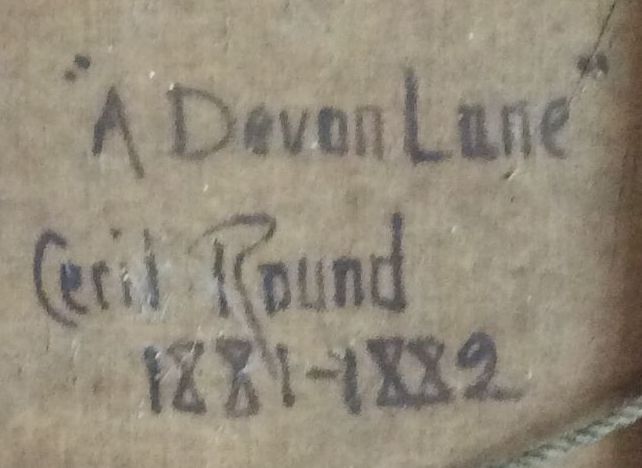 "A Devon Lane"
Cecil Round
1881-1882